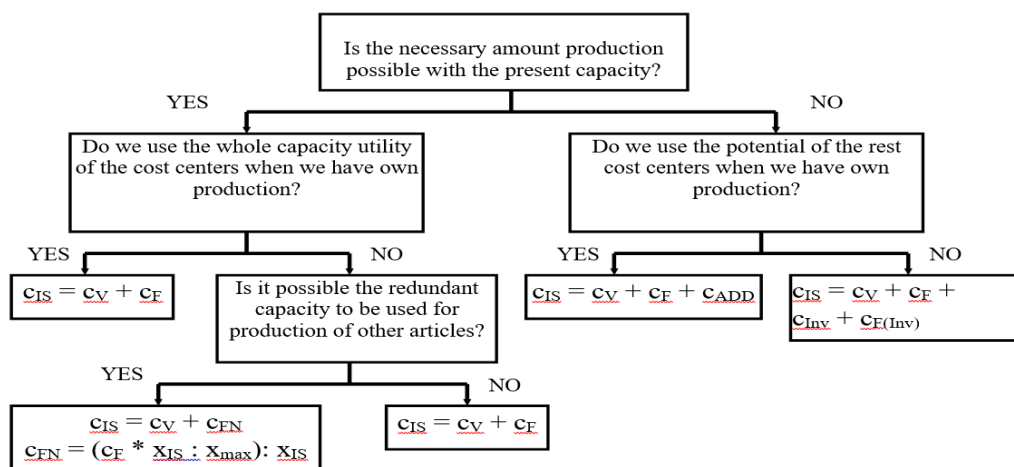 Is the necessary amount production
possible with the present capacity?
YES
NO
Do we use the whole capacity utility
of the cost centers when we have own
production?
Do we use the potential of the rest
cost centers when we have own
production?
YES
NO
YES
NO
cIS = cV + cF
Is it possible the redundant
capacity to be used for
production of other articles?
cIS = cV + cF + cADD
cIS = cV + cF +
cInv + cF(Inv)
YES
NO
cIS = cV + cFN
cFN = (cF * xIS : xmax): xIS
cIS = cV + cF